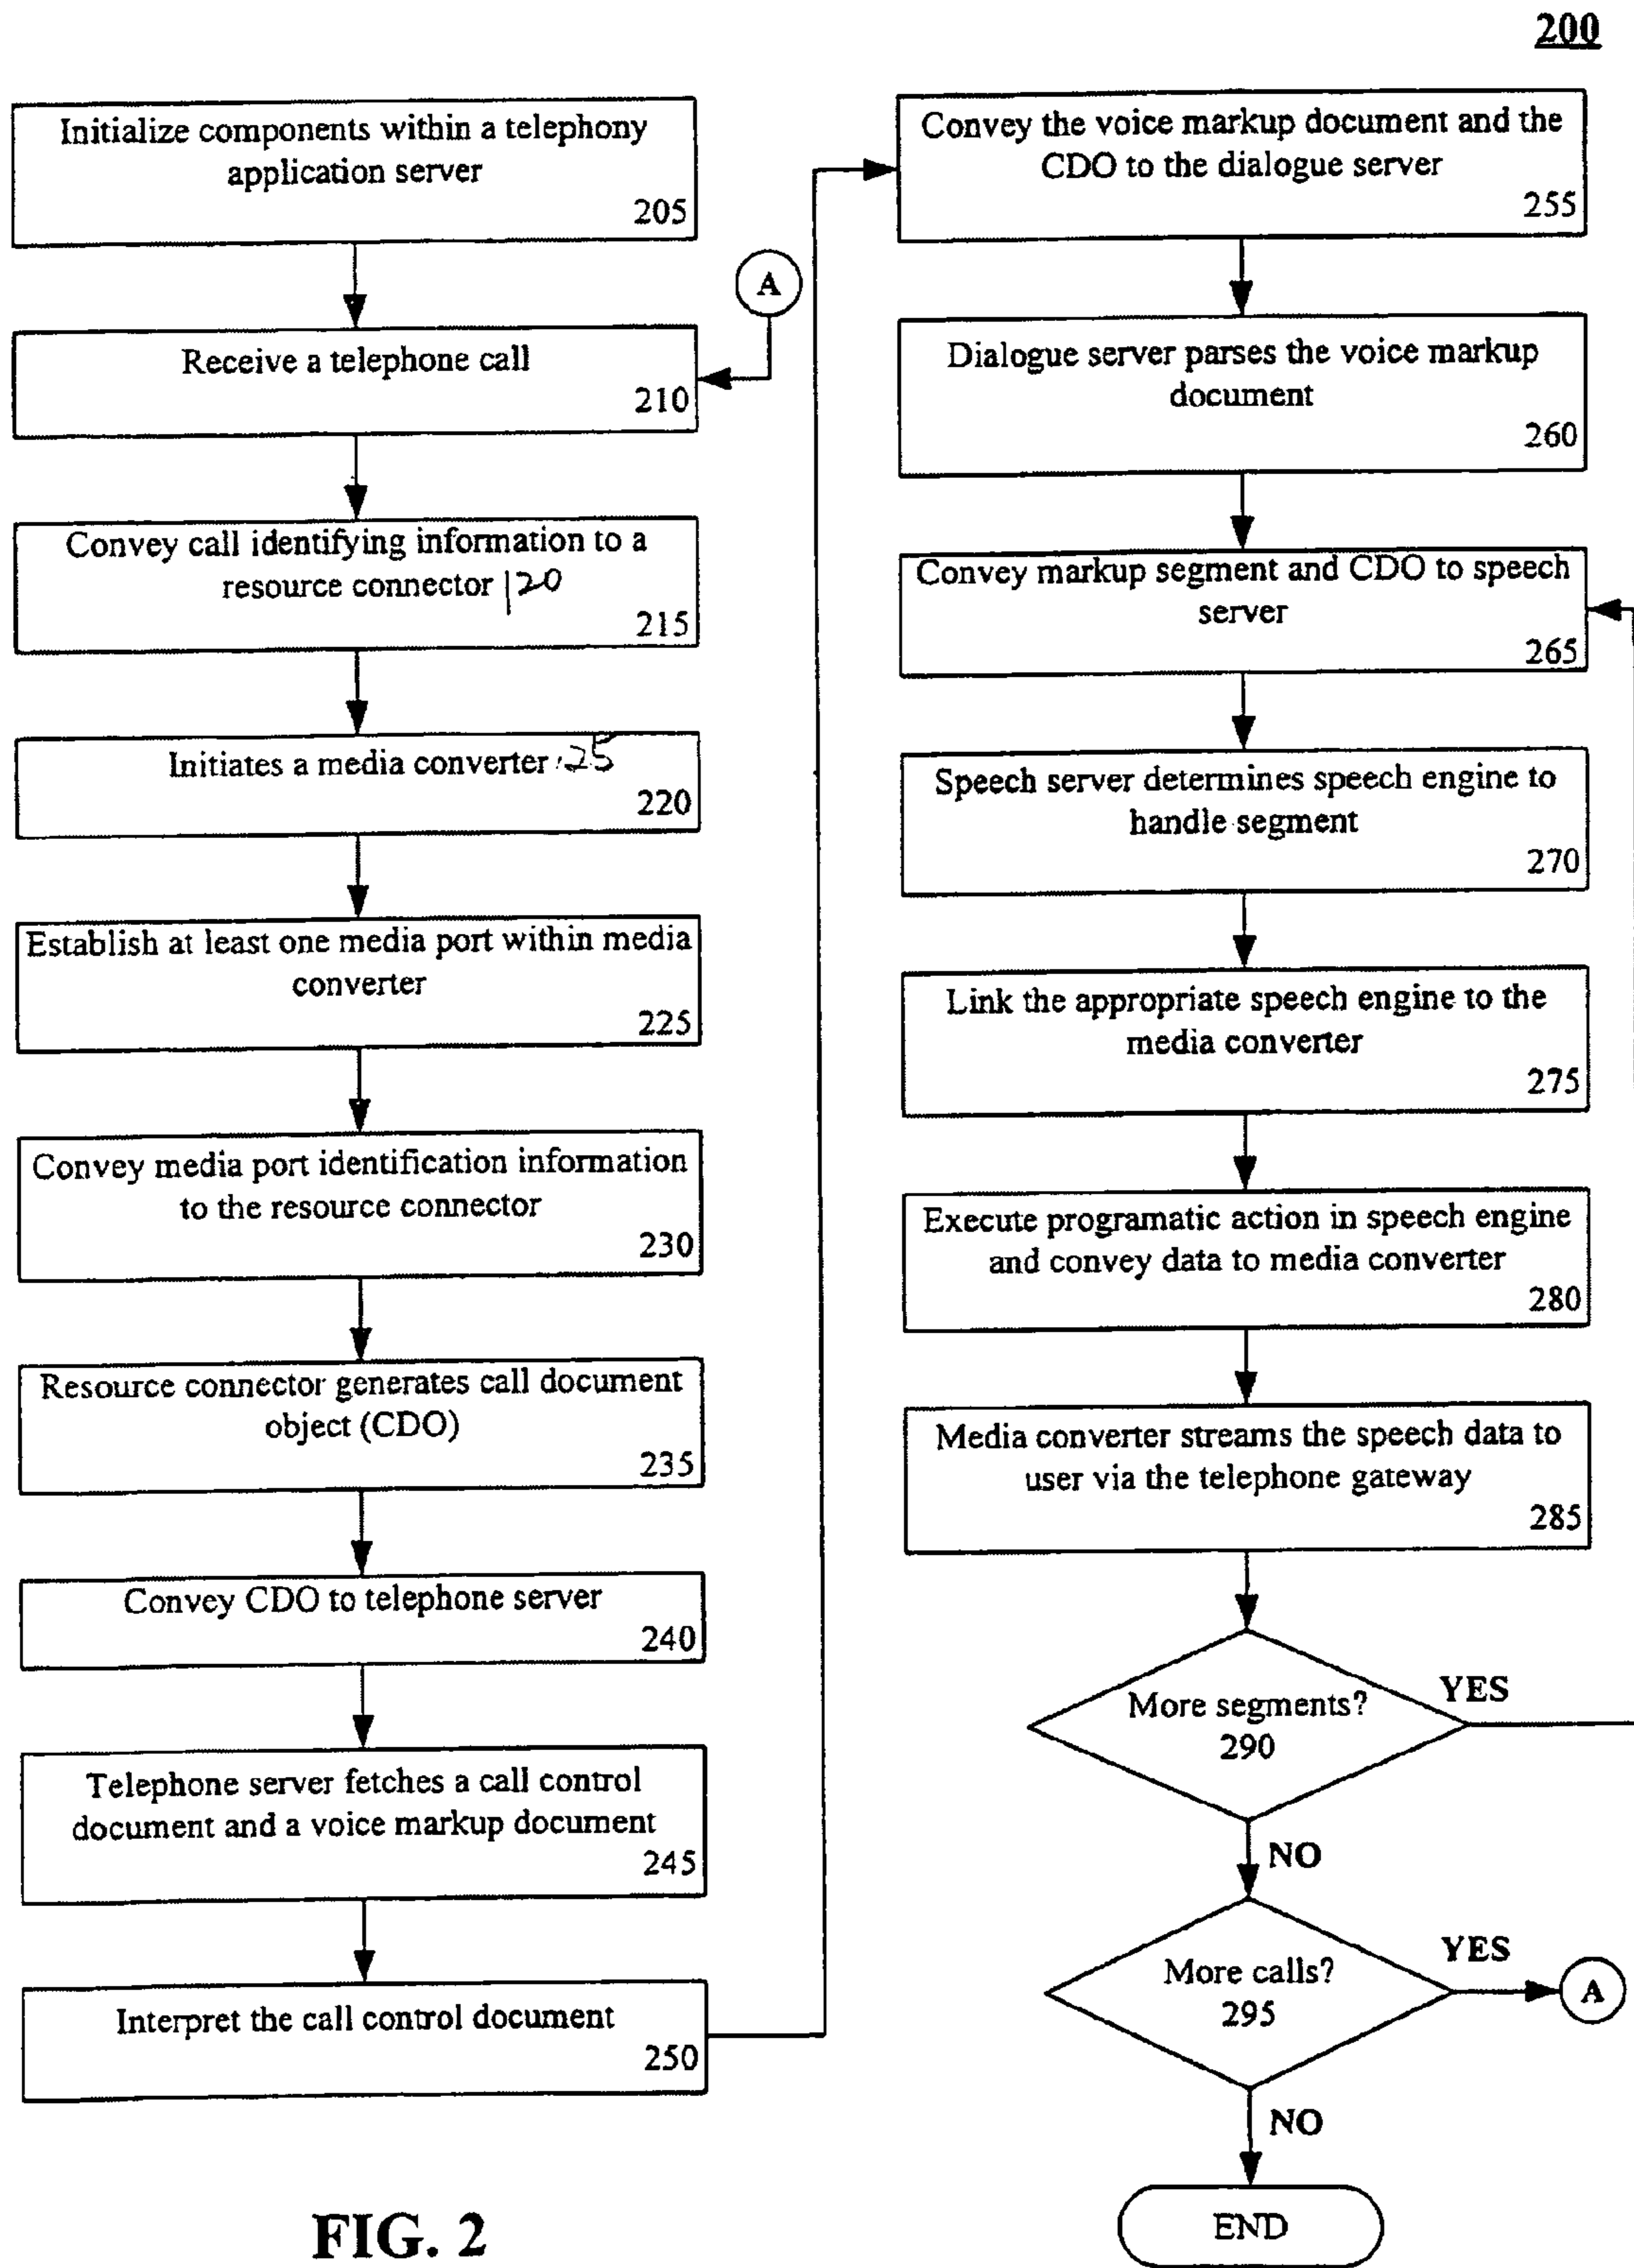 200
Initialize components within a telephony
application server
205
A
Receive a telephone call
210
Convey call identifying information to a
resource connector 120
215
Initiates a media converter 125
220
Establish at least one media port within media
converter
225
Convey media port identification information
to the resource connector
230
Resource connector generates call document
object (CDO)
235
Convey CDO to telephone server
240
Telephone server fetches a call control
document and a voice markup document
245
Interpret the call control document
250
Convey the voice markup document and the
CDO to the dialogue server
255
Dialogue server parses the voice markup
document
260
Convey markup segment and CDO to speech
server
265
Speech server determines speech engine to
handle segment
270
Link the appropriate speech engine to the
media converter
275
Execute programatic action in speech engine
and convey data to media converter
280
Media converter streams the speech data to
user via the telephone gateway
285
More segments?
290
YES
NO
More calls?
295
YES
A
NO
END
FIG. 2